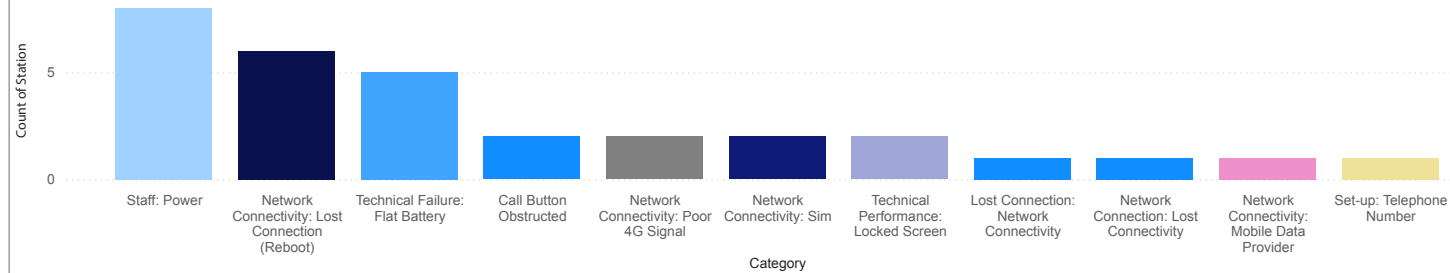 Count of Station
5
0
Staff: Power
Network
Connectivity: Lost
Connection
(Reboot)
Technical Failure:
Flat Battery
Call Button
Obstructed
Network
Connectivity: Poor
4G Signal
Network
Connectivity: Sim
Technical
Performance:
Locked Screen
Lost Connection:
Network
Connectivity
Network
Connection: Lost
Connectivity
Network
Connectivity:
Mobile Data
Provider
Set-up: Telephone
Number
Category